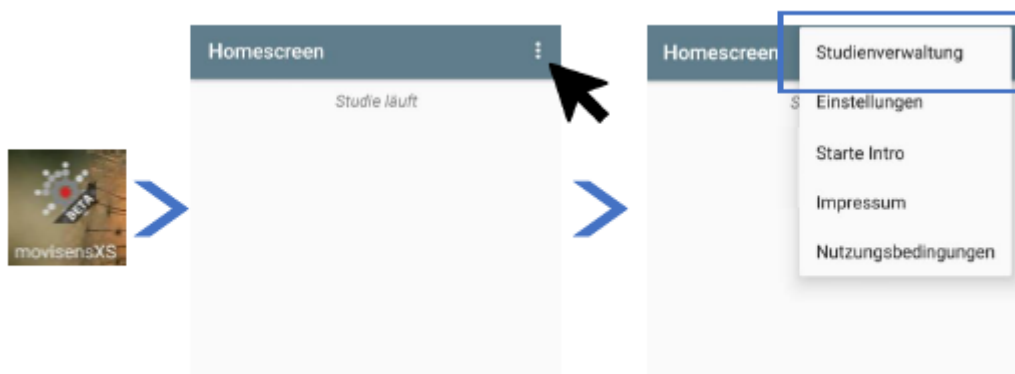 BETA
movisensXS
Homescreen
Studie läuft
Homescreen
S
Studienverwaltung
Einstellungen
Starte Intro
Impressum
Nutzungsbedingungen